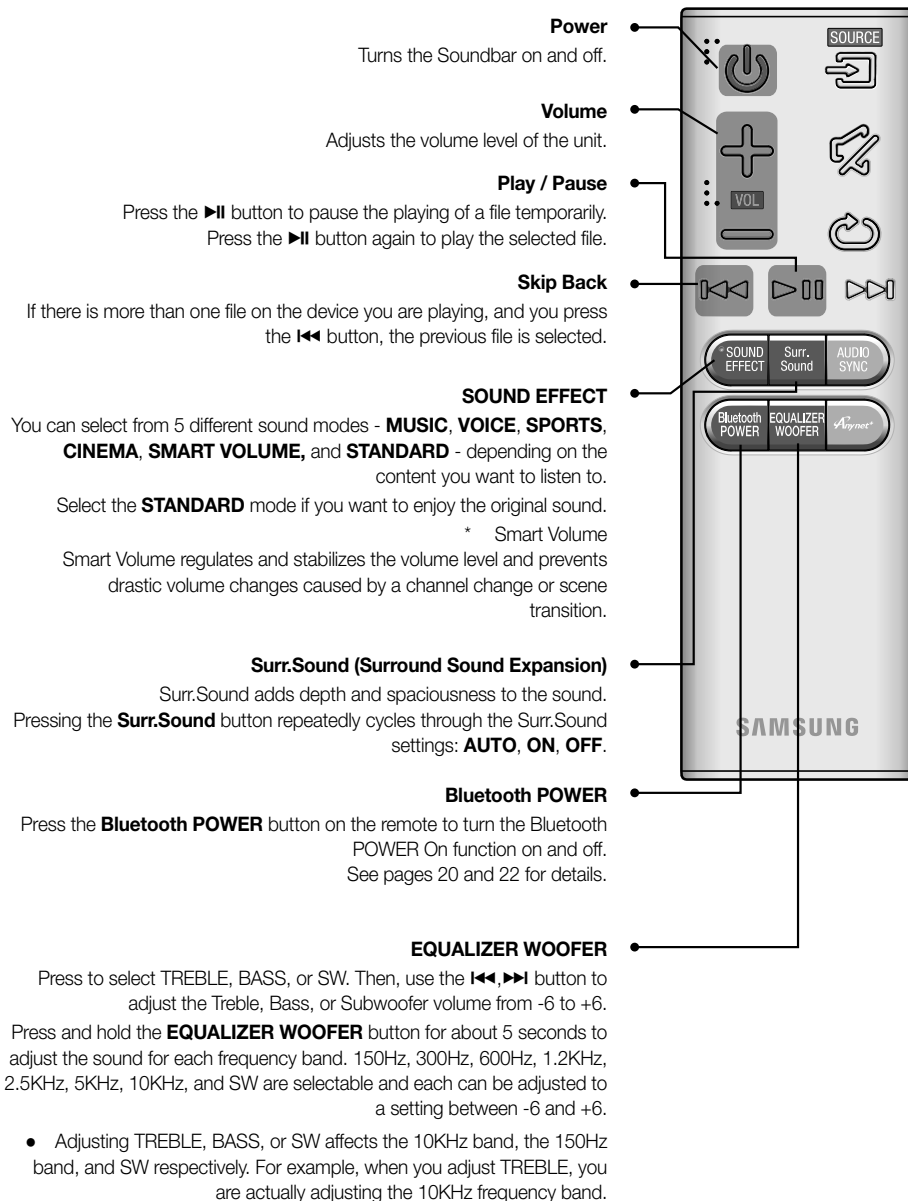 Power
Turns the Soundbar on and off.
Volume
Adjusts the volume level of the unit.
Play / Pause
Press the ►II button to pause the playing of a file temporarily.
Press the ►II button again to play the selected file.
Skip Back
If there is more than one file on the device you are playing, and you press
the I◄◄ button, the previous file is selected.
SOUND EFFECT
You can select from 5 different sound modes - MUSIC, VOICE, SPORTS,
CINEMA, SMART VOLUME, and STANDARD - depending on the
content you want to listen to.
Select the STANDARD mode if you want to enjoy the original sound.
* Smart Volume
Smart Volume regulates and stabilizes the volume level and prevents
drastic volume changes caused by a channel change or scene
transition.
Surr.Sound (Surround Sound Expansion)
Surr.Sound adds depth and spaciousness to the sound.
Pressing the Surr.Sound button repeatedly cycles through the Surr.Sound
settings: AUTO, ON, OFF.
Bluetooth POWER
Press the Bluetooth POWER button on the remote to turn the Bluetooth
POWER On function on and off.
See pages 20 and 22 for details.
EQUALIZER WOOFER
Press to select TREBLE, BASS, or SW. Then, use the I◄◄,►►I button to
adjust the Treble, Bass, or Subwoofer volume from -6 to +6.
Press and hold the EQUALIZER WOOFER button for about 5 seconds to
adjust the sound for each frequency band. 150Hz, 300Hz, 600Hz, 1.2KHz,
2.5KHz, 5KHz, 10KHz, and SW are selectable and each can be adjusted to
a setting between -6 and +6.
● Adjusting TREBLE, BASS, or SW affects the 10KHz band, the 150Hz
band, and SW respectively. For example, when you adjust TREBLE, you
are actually adjusting the 10KHz frequency band.
SOURCE
VOL
* SOUND
EFFECT
Surr.
Sound
AUDIO
SYNC
Bluetooth
POWER
EQUALIZER
WOOFER
Anynet+
SAMSUNG